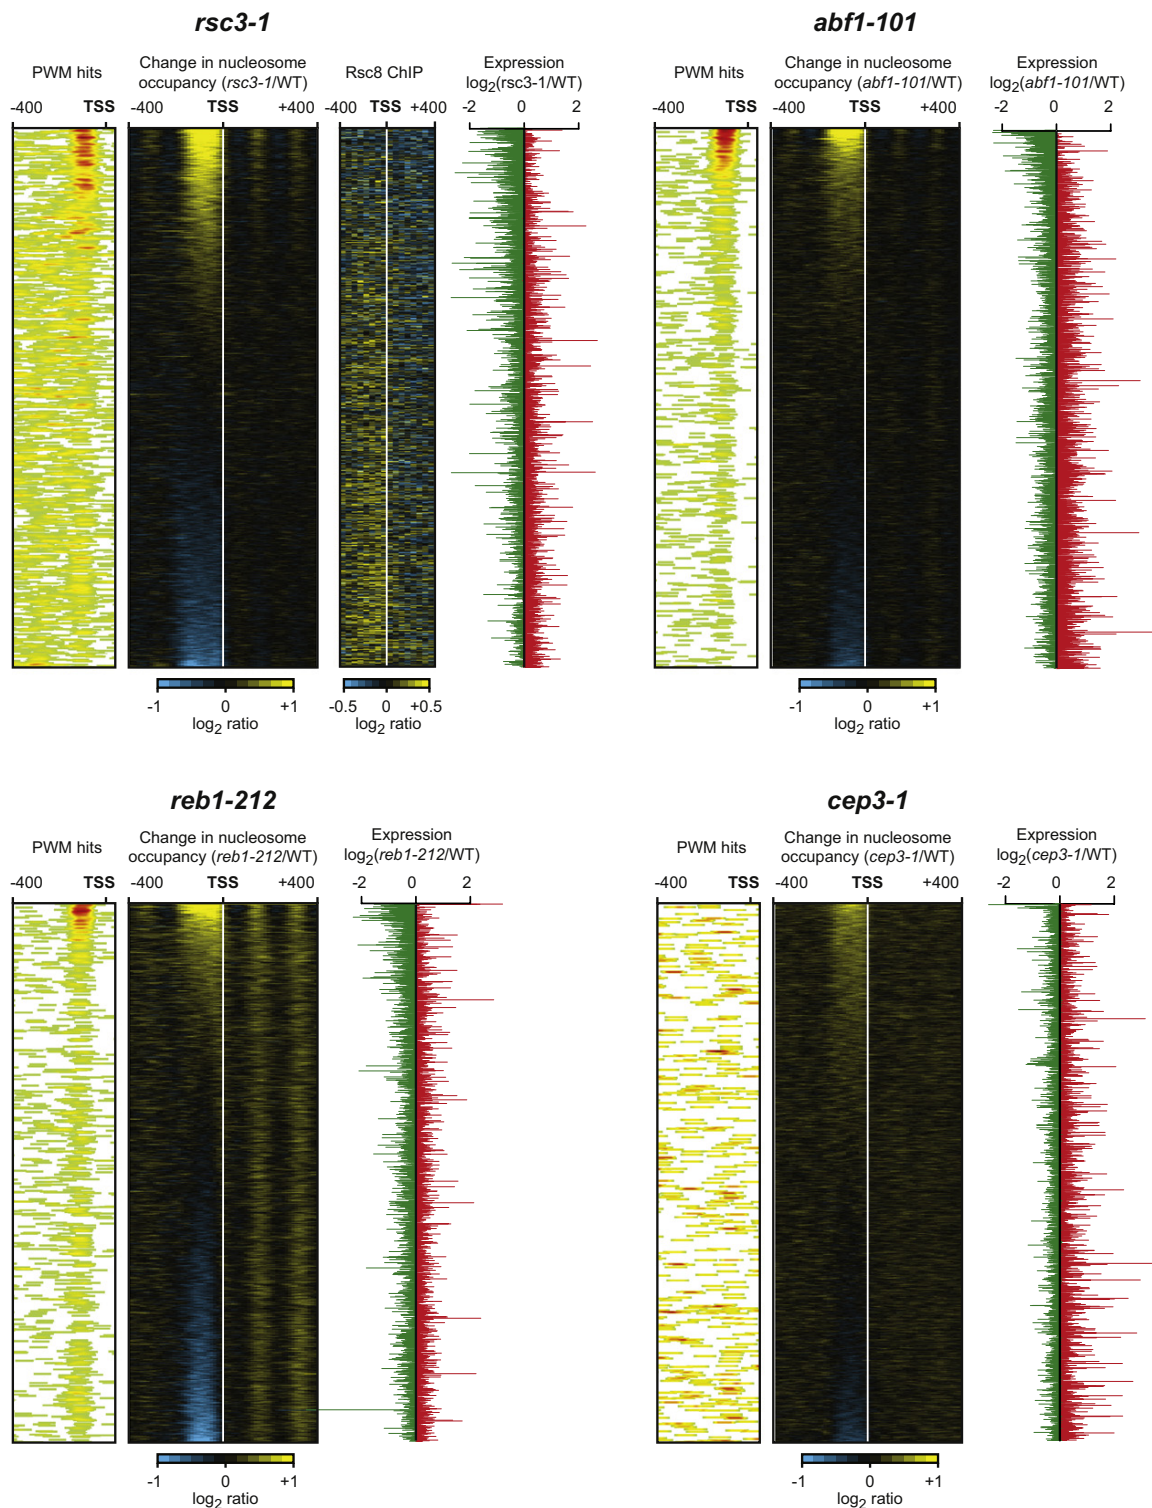 rsc3-1
PWM hits
Change in nucleosome
occupancy (rsc3-1/WT)
Rsc8 ChIP
Expression
log2(rsc3-1/WT)
-400 TSS
-400 TSS +400
-400 TSS +400
-2 0 2
-1 0 +1
log2 ratio
-0.5 0 +0.5
log2 ratio
abf1-101
PWM hits
Change in nucleosome
occupancy (abf1-101/WT)
Expression
log2(abf1-101/WT)
-400 TSS
-400 TSS +400
-2 0 2
-1 0 +1
log2 ratio
reb1-212
PWM hits
Change in nucleosome
occupancy (reb1-212/WT)
Expression
log2(reb1-212/WT)
-400 TSS
-400 TSS +400
-2 0 2
-1 0 +1
log2 ratio
cep3-1
PWM hits
Change in nucleosome
occupancy (cep3-1/WT)
Expression
log2(cep3-1/WT)
-400 TSS
-400 TSS +400
-2 0 2
-1 0 +1
log2 ratio